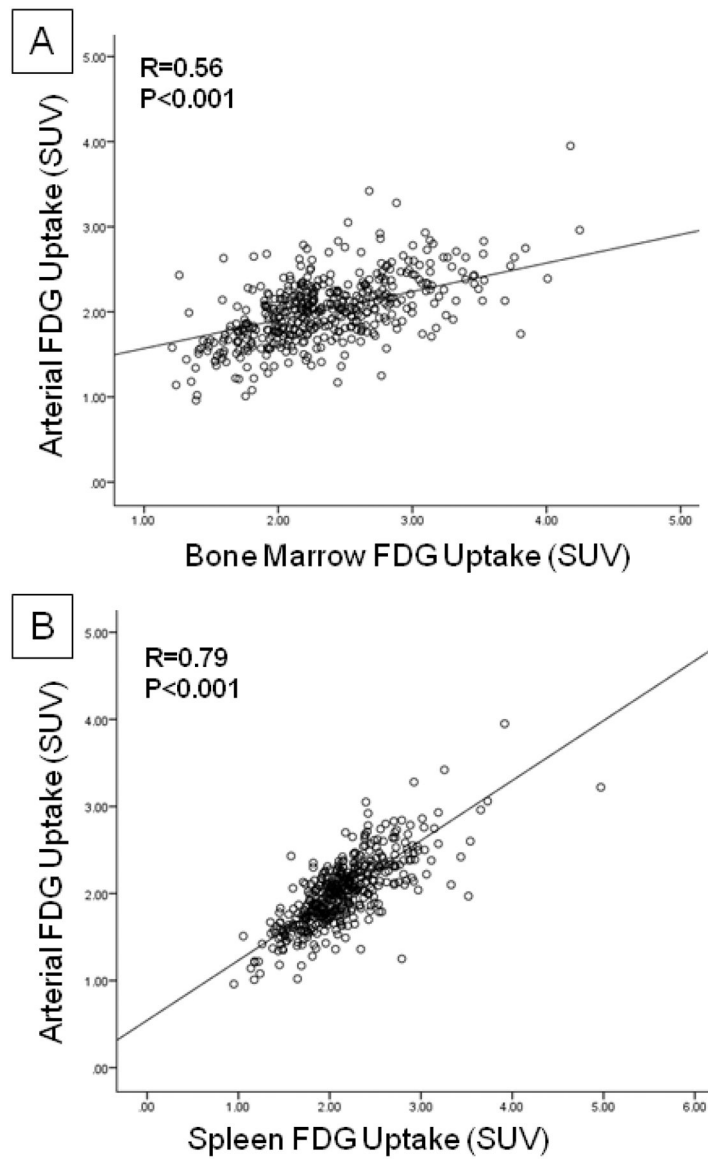 A
R=0.56
P<0.001
5.00
4.00
3.00
2.00
1.00
.00
Arterial FDG Uptake (SUV)
1.00 2.00 3.00 4.00 5.00
Bone Marrow FDG Uptake (SUV)
B
R=0.79
P<0.001
5.00
4.00
3.00
2.00
1.00
.00
Arterial FDG Uptake (SUV)
.00 1.00 2.00 3.00 4.00 5.00 6.00
Spleen FDG Uptake (SUV)